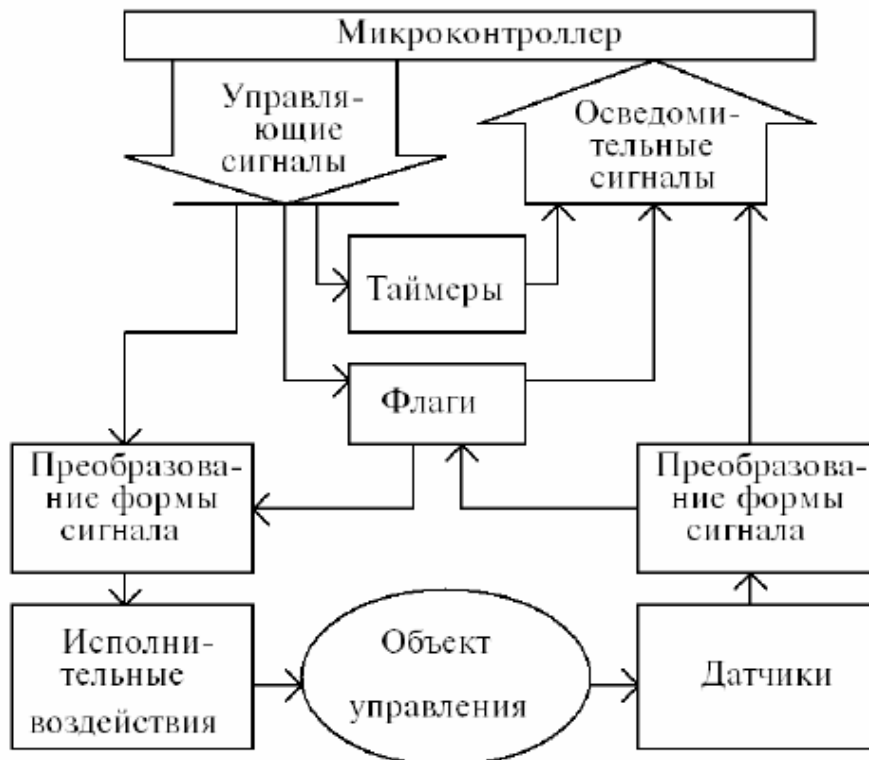 Микроконтроллер
Управля-
ющие
сигналы
Осведоми-
тельные
сигналы
Таймеры
Флаги
Преобразова-
ние формы
сигнала
Преобразова-
ние формы
сигнала
Исполни-
тельные
воздействия
Объект
управления
Датчики